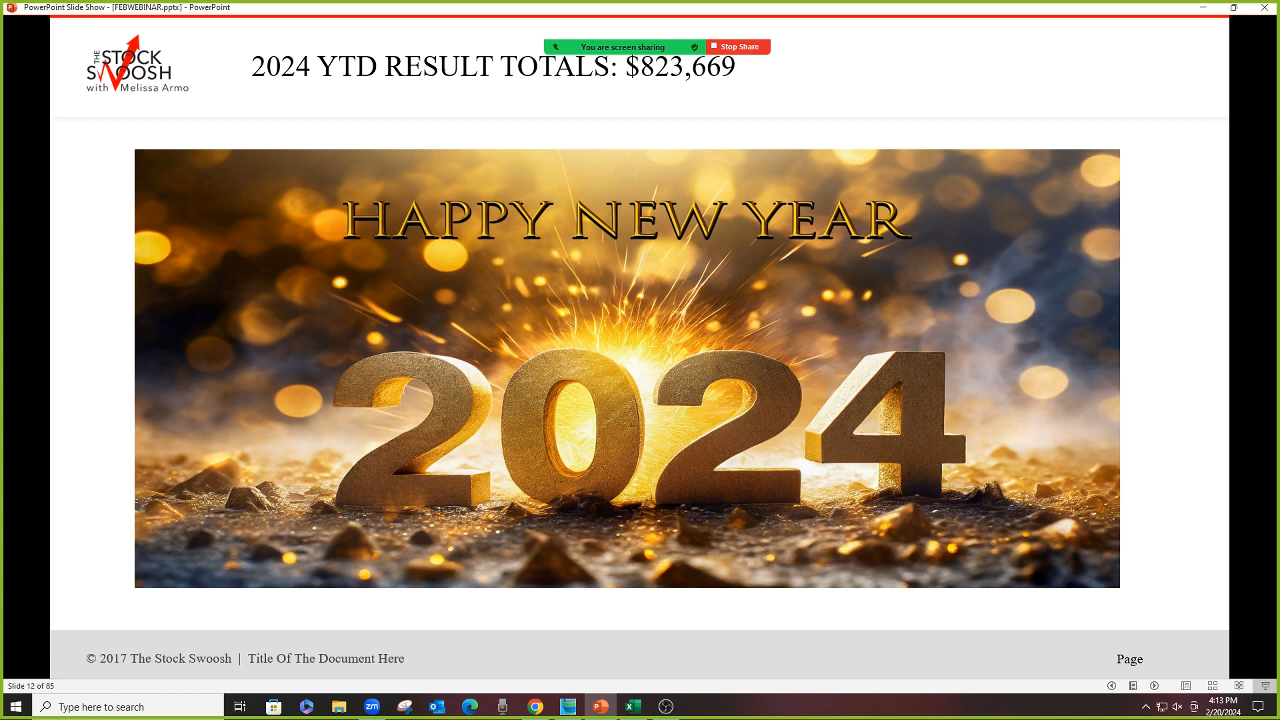 PowerPoint Slide Show - [FEBWEBINAR.pptx] - PowerPoint
You are screen sharing
Stop Share
THE STOCK
SWOOSH
with Melissa Armo
2024 YTD RESULT TOTALS: $823,669
HAPPY NEW YEAR
2024
© 2017 The Stock Swoosh | Title Of The Document Here
Page
Slide 12 of 85
Type here to search
4:13 PM
2/20/2024